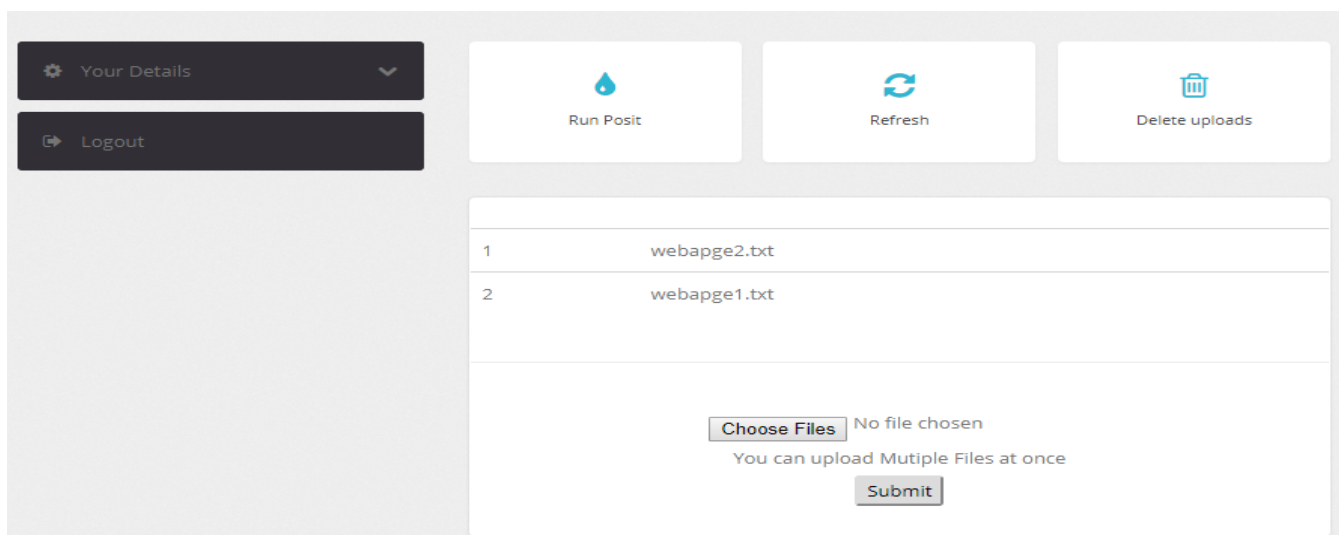 Your Details
Logout
Run Posit
Refresh
Delete uploads
1 webapge2.txt
2 webapge1.txt
Choose Files No file chosen
You can upload Mutiple Files at once
Submit